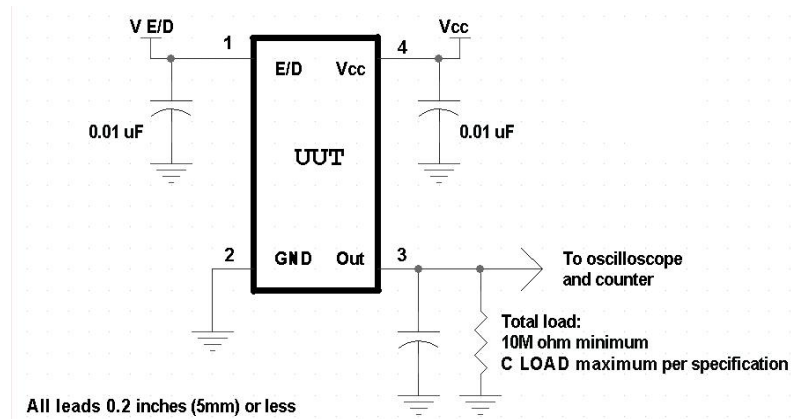 V E/D
Vcc
1
4
E/D
Vcc
0.01 uF
0.01 uF
UUT
2
GND
Out
3
To oscilloscope
and counter
Total load:
10M ohm minimum
C LOAD maximum per specification
All leads 0.2 inches (5mm) or less